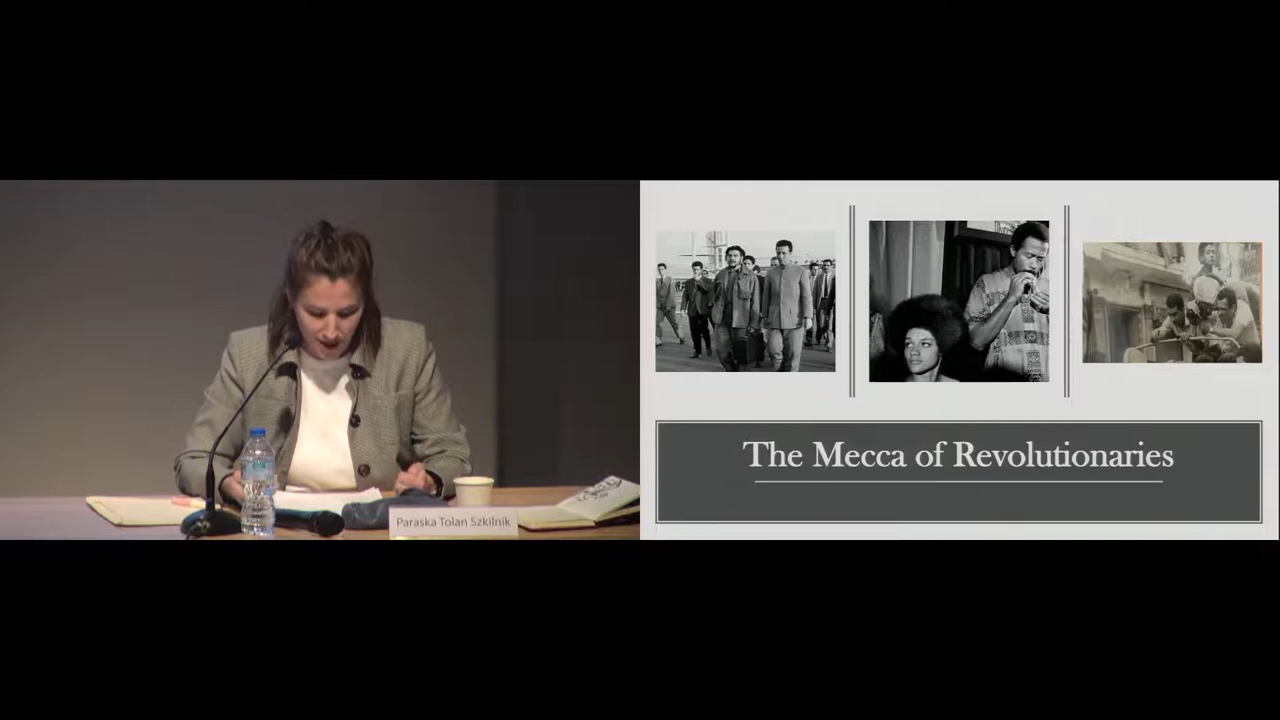 Paraska Tolan Szkilnik
The Mecca of Revolutionaries